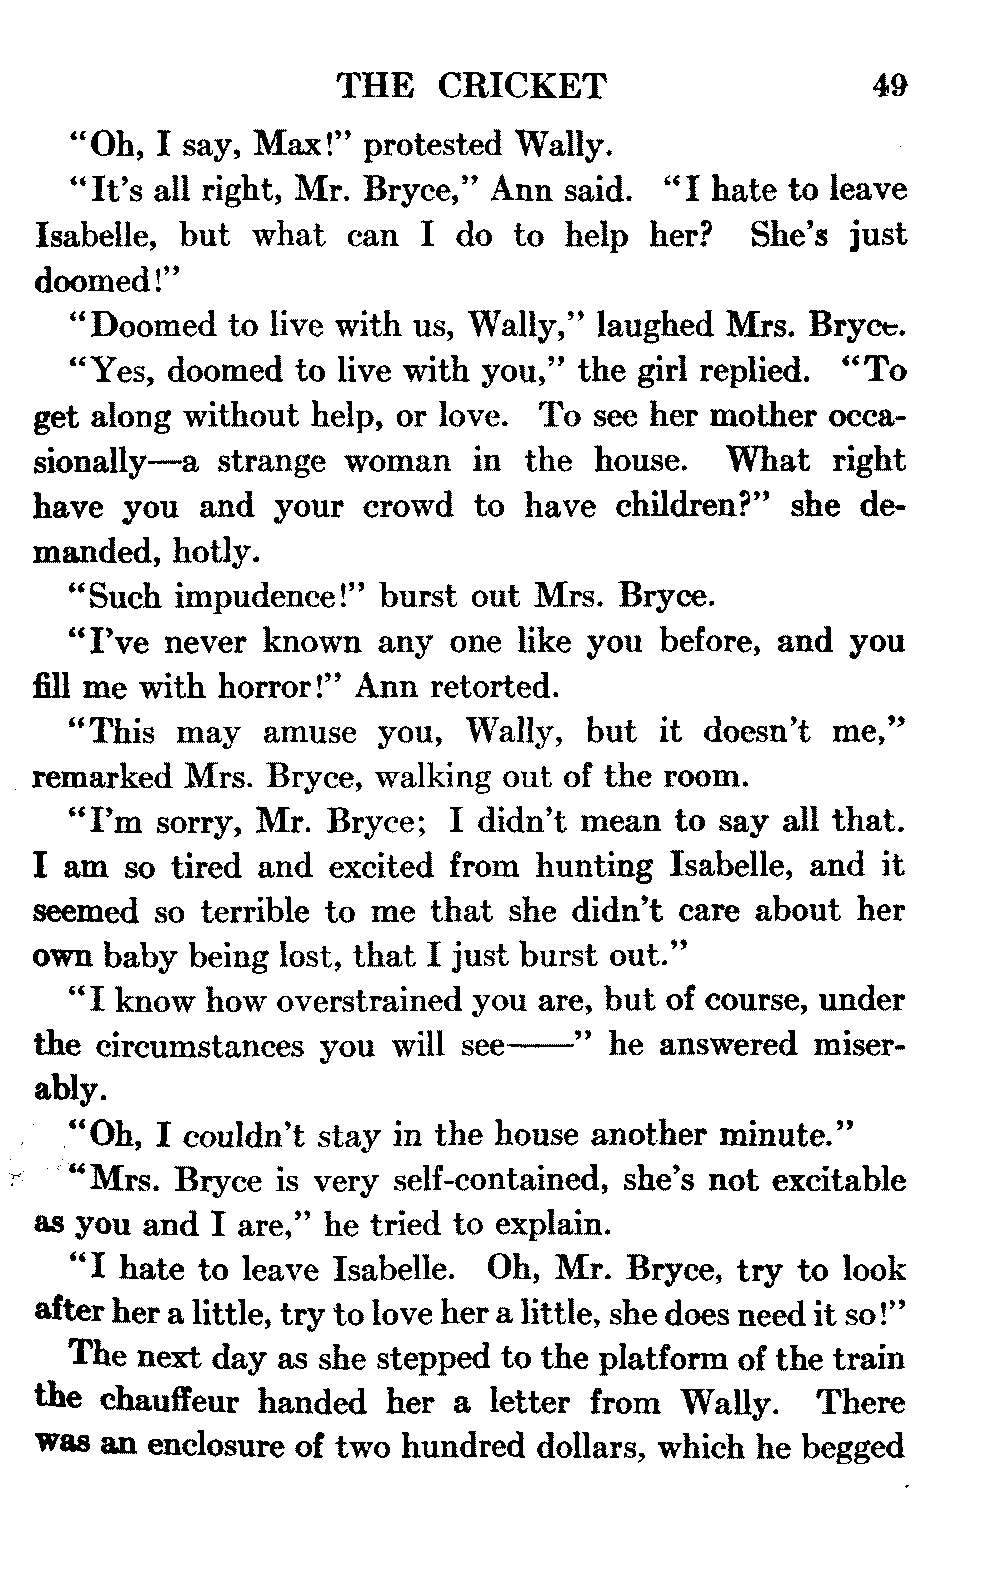 THE CRICKET 49
“Oh, I say, Max!” protested Wally.
“It’s all right, Mr. Bryce,” Ann said. “I hate to leave
Isabelle, but what can I do to help her? She’s just
doomed!”
“Doomed to live with us, Wally,” laughed Mrs. Bryce.
“Yes, doomed to live with you,” the girl replied. “To
get along without help, or love. To see her mother occa-
sionally—a strange woman in the house. What right
have you and your crowd to have children?” she de-
manded, hotly.
“Such impudence!” burst out Mrs. Bryce.
“I’ve never known any one like you before, and you
fill me with horror!” Ann retorted.
“This may amuse you, Wally, but it doesn’t me,”
remarked Mrs. Bryce, walking out of the room.
“I’m sorry, Mr. Bryce; I didn’t mean to say all that.
I am so tired and excited from hunting Isabelle, and it
seemed so terrible to me that she didn’t care about her
own baby being lost, that I just burst out.”
“I know how overstrained you are, but of course, under
the circumstances you will see——” he answered miser-
ably.
“Oh, I couldn’t stay in the house another minute.”
“Mrs. Bryce is very self-contained, she’s not excitable
as you and I are,” he tried to explain.
“I hate to leave Isabelle. Oh, Mr. Bryce, try to look
after her a little, try to love her a little, she does need it so!”
The next day as she stepped to the platform of the train
the chauffeur handed her a letter from Wally. There
was an enclosure of two hundred dollars, which he begged